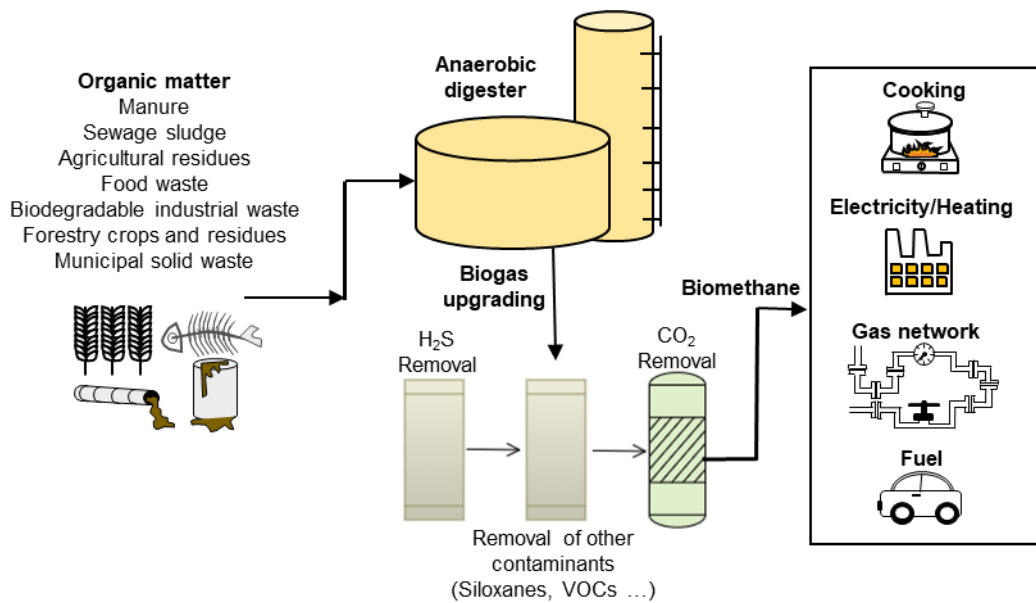 Organic matter
Manure
Sewage sludge
Agricultural residues
Food waste
Biodegradable industrial waste
Forestry crops and residues
Municipal solid waste
Anaerobic
digester
Biogas
upgrading
H₂S
Removal
Removal of other
contaminants
(Siloxanes, VOCs ...)
CO₂
Removal
Biomethane
Cooking
Electricity/Heating
Gas network
Fuel